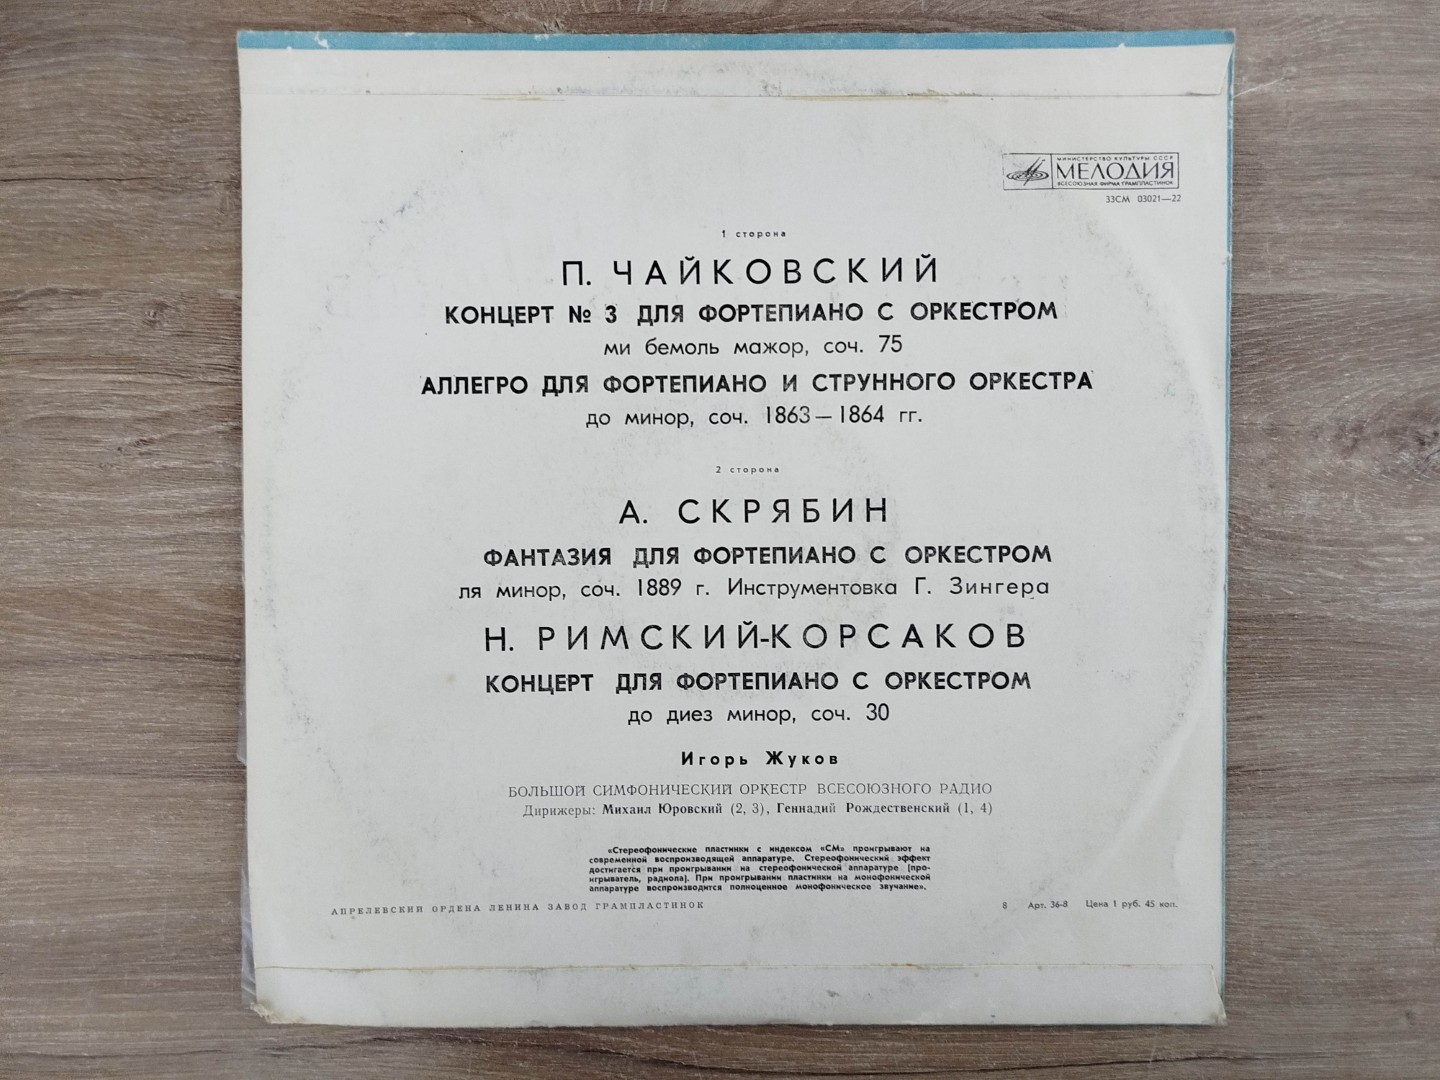 МИНИСТЕРСТВО КУЛЬТУРЫ СССР
МЕЛОДИЯ
ВСЕСОЮЗНАЯ ФИРМА ГРАМПЛАСТИНОК
33СМ 03021—22
1 сторона
П. ЧАЙКОВСКИЙ
КОНЦЕРТ № 3 ДЛЯ ФОРТЕПИАНО С ОРКЕСТРОМ
ми бемоль мажор, соч. 75
АЛЛЕГРО ДЛЯ ФОРТЕПИАНО И СТРУННОГО ОРКЕСТРА
до минор, соч. 1863—1864 гг.
2 сторона
А. СКРЯБИН
ФАНТАЗИЯ ДЛЯ ФОРТЕПИАНО С ОРКЕСТРОМ
ля минор, соч. 1889 г. Инструментовка Г. Зингера
Н. РИМСКИЙ-КОРСАКОВ
КОНЦЕРТ ДЛЯ ФОРТЕПИАНО С ОРКЕСТРОМ
до диез минор, соч. 30
Игорь Жуков
БОЛЬШОЙ СИМФОНИЧЕСКИЙ ОРКЕСТР ВСЕСОЮЗНОГО РАДИО
Дирижеры: Михаил Юровский (2, 3), Геннадий Рождественский (1, 4)
«Стереофонические пластинки с индексом «СМ» проигрывают на
современной воспроизводящей аппаратуре. Стереофонический эффект
достигается при проигрывании на стереофонической аппаратуре (про-
игрыватель, радиола). При проигрывании пластинки на монофонической
аппаратуре воспроизводится полноценное монофоническое звучание».
АПРЕЛЕВСКИЙ ОРДЕНА ЛЕНИНА ЗАВОД ГРАМПЛАСТИНОК
8 Арт. 36-8 Цена 1 руб. 45 коп.